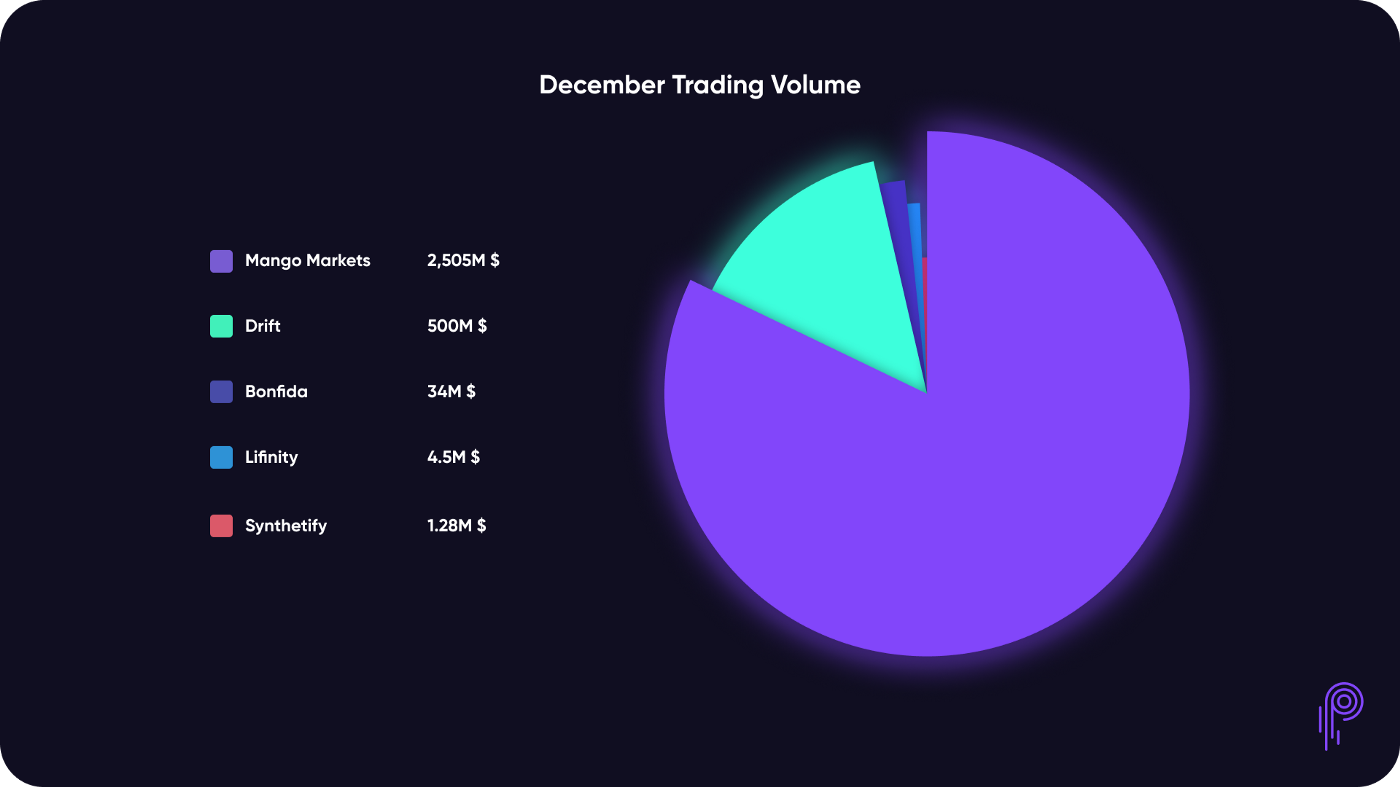 December Trading Volume
Mango Markets 2,505M $
Drift 500M $
Bonfida 34M $
Lifinity 4.5M $
Synthetify 1.28M $